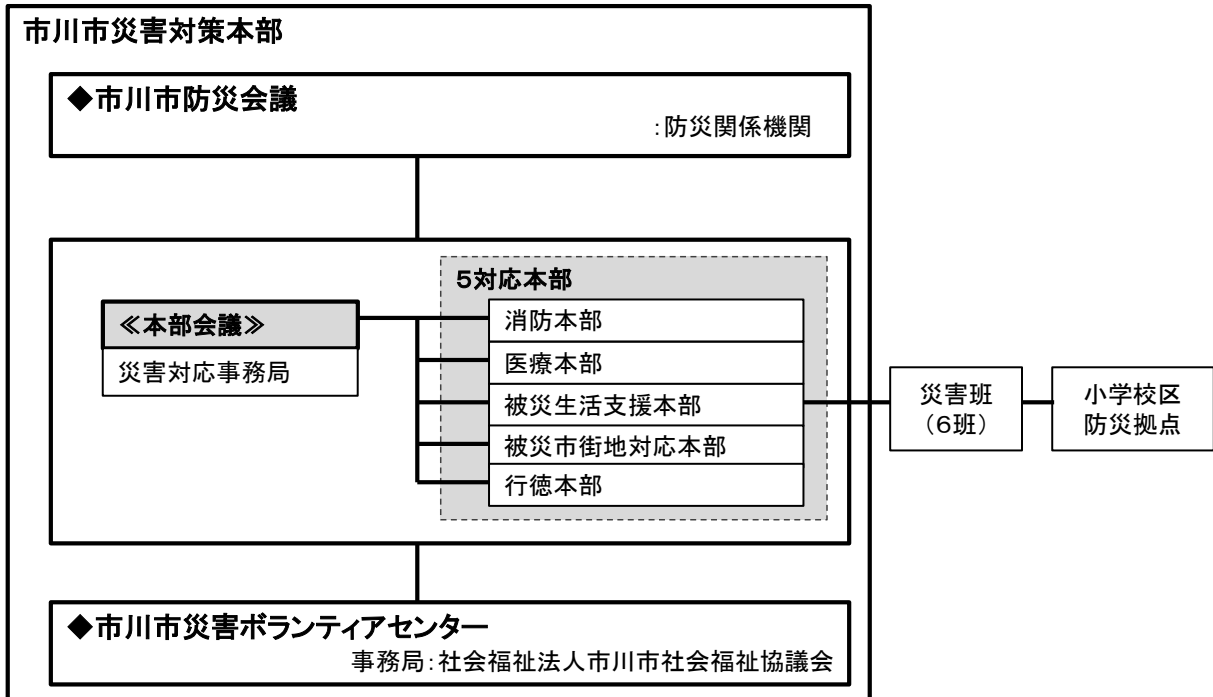 市川市災害対策本部
◆市川市防災会議
:防災関係機関
5対応本部
≪本部会議≫
災害対応事務局
消防本部
医療本部
被災生活支援本部
被災市街地対応本部
行徳本部
災害班
(6班)
小学校区
防災拠点
◆市川市災害ボランティアセンター
事務局:社会福祉法人市川市社会福祉協議会